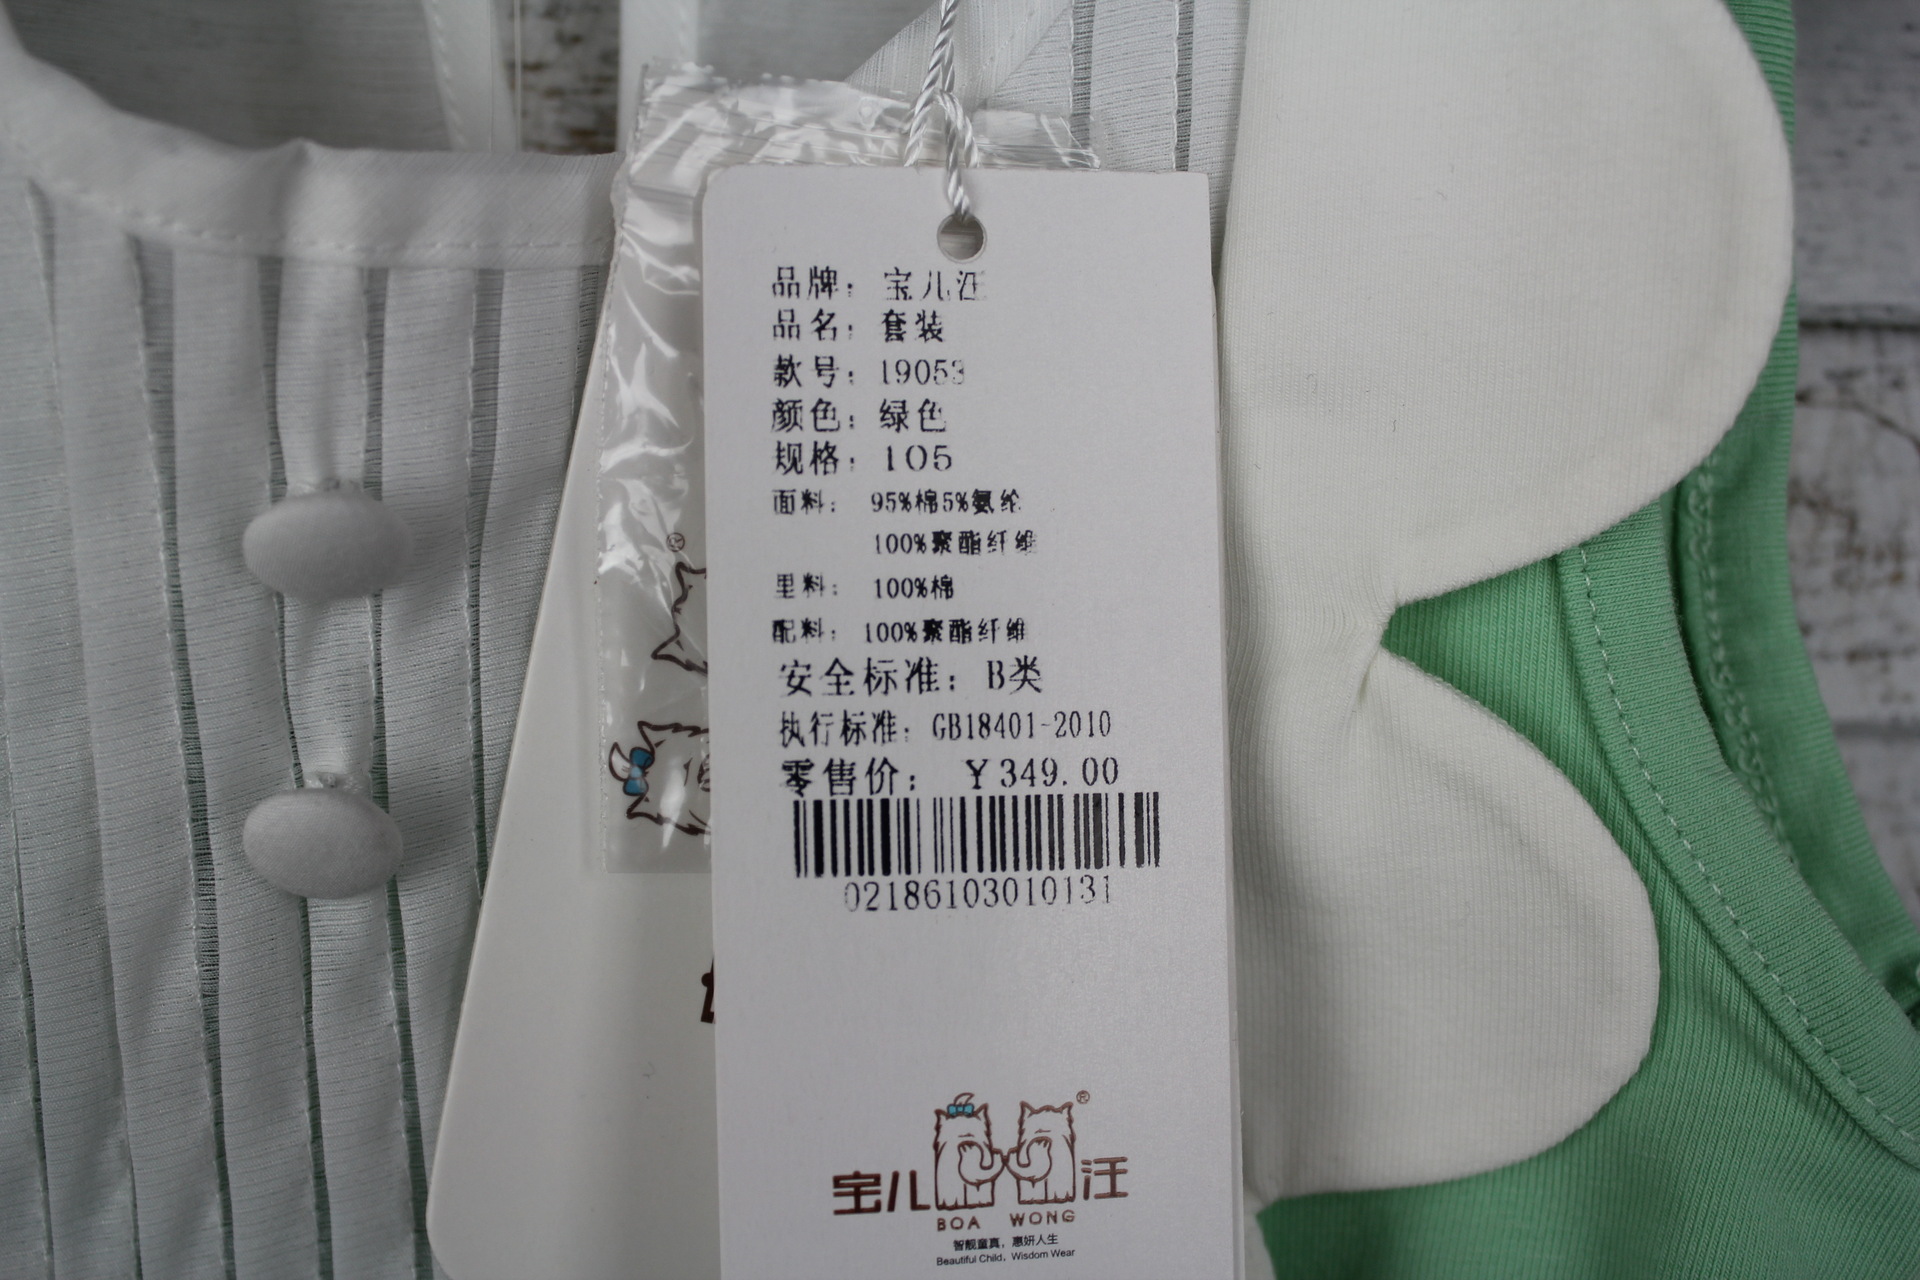 品牌：宝儿汪
品名：套装
款号：19053
颜色：绿色
规格：105
面料：95%棉5%氨纶
100%聚酯纤维
里料：100%棉
配料：100%聚酯纤维
安全标准：B类
执行标准：GB18401-2010
零售价：￥349.00
02186103010131
宝儿汪
®
BOA WONG
智靓童真，惠妍人生
Beautiful Child, Wisdom Wear
®